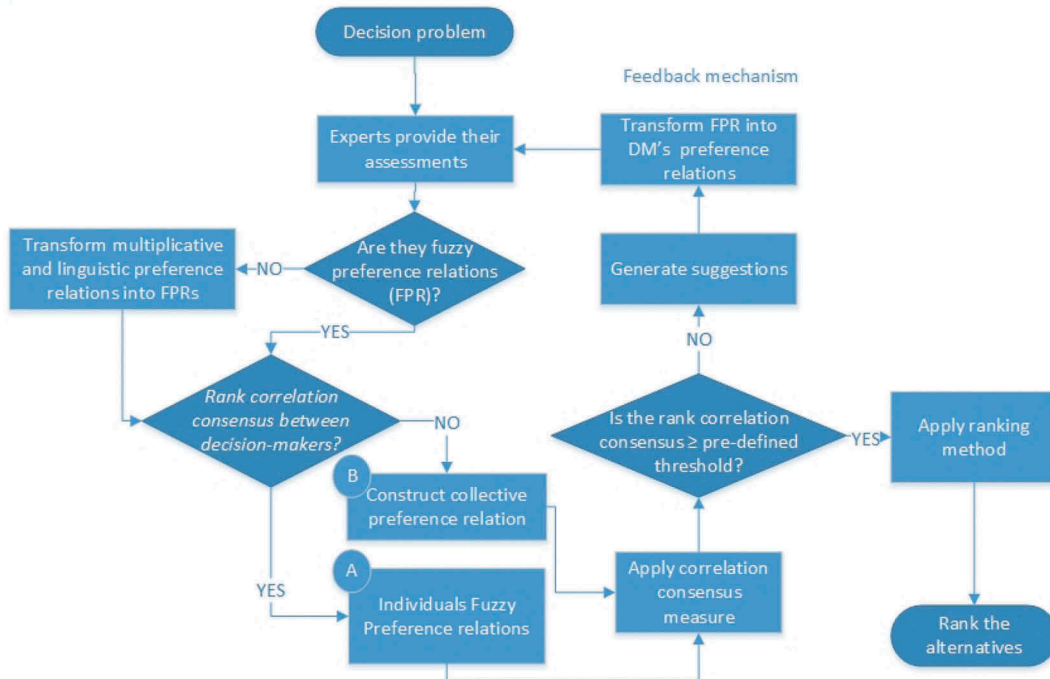 Decision problem
Feedback mechanism
Experts provide their
assessments
Transform FPR into
DM's preference
relations
Are they fuzzy
preference relations
(FPR)?
NO
Transform multiplicative
and linguistic preference
relations into FPRs
Generate suggestions
YES
NO
Rank correlation
consensus between
decision-makers?
NO
Is the rank correlation
consensus ≥ pre-defined
threshold?
YES
Apply ranking
method
B
Construct collective
preference relation
YES
A
Individuals Fuzzy
Preference relations
Apply correlation
consensus
measure
Rank the
alternatives